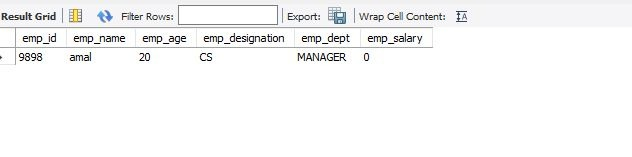 Result Grid Filter Rows: Export: Wrap Cell Content: IA
emp_id emp_name emp_age emp_designation emp_dept emp_salary
9898 amal 20 CS MANAGER 0